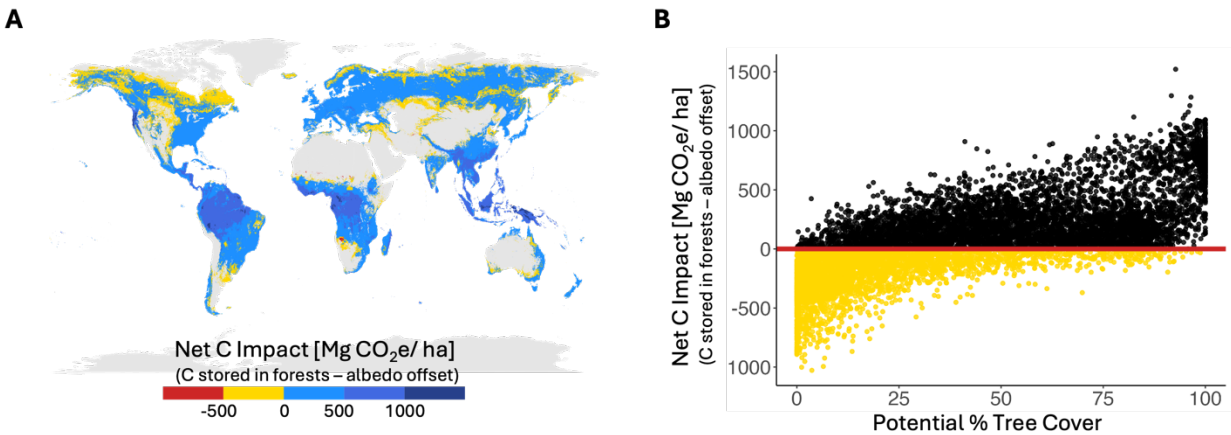 A
Net C Impact [Mg CO₂e/ ha]
(C stored in forests – albedo offset)
-500 0 500 1000
B
Net C Impact [Mg CO₂e/ ha]
(C stored in forests – albedo offset)
1500
1000
500
0
-500
1000
0 25 50 75 100
Potential % Tree Cover